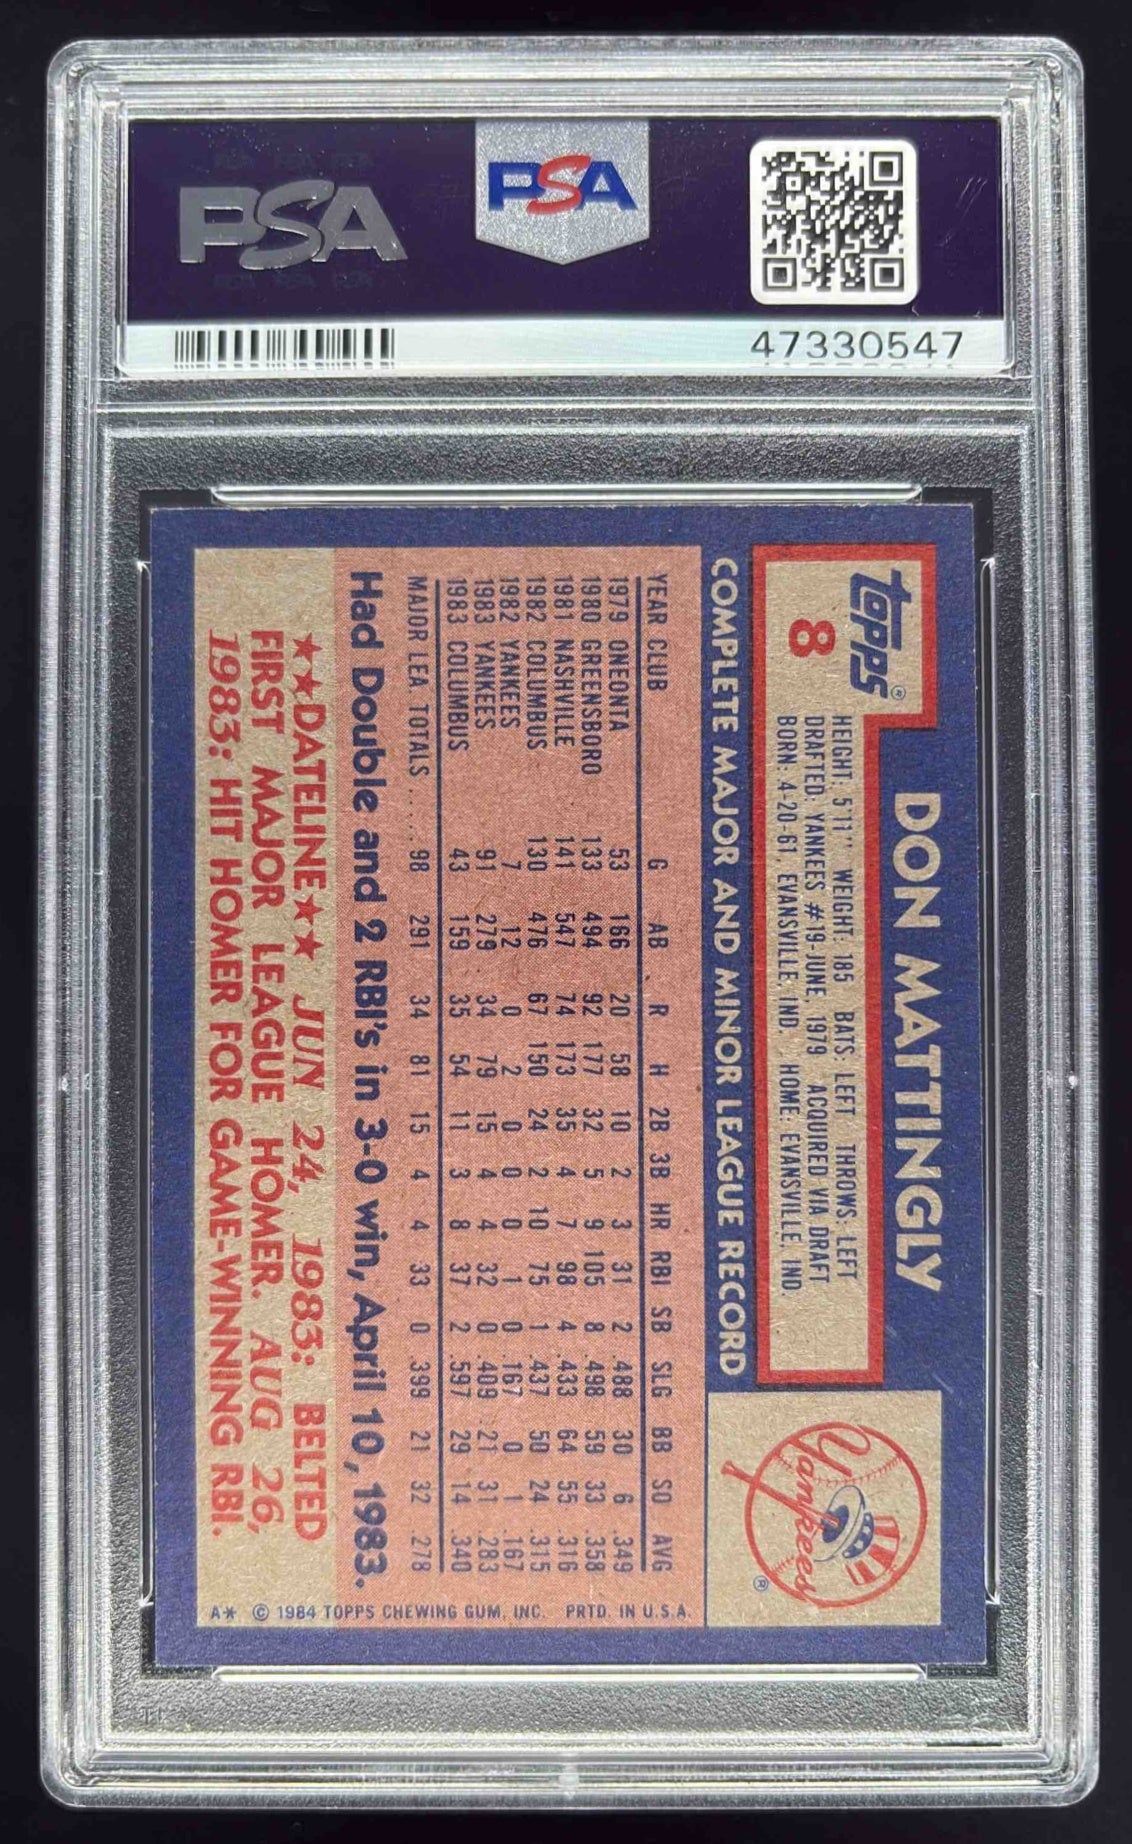 PSA
PSA
47330547
Topps®
8
DON MATTINGLY
HEIGHT: 5'11" WEIGHT: 185 BATS: LEFT THROWS: LEFT
DRAFTED: YANKEES #19-JUNE, 1979 ACQUIRED VIA DRAFT
BORN: 4-20-61, EVANSVILLE, IND. HOME: EVANSVILLE, IND.
Yankees®
COMPLETE MAJOR AND MINOR LEAGUE RECORD
YEAR CLUB G AB R H 2B 3B HR RBI SB SLG BB SO AVG
1979 ONEONTA 53 166 20 58 10 2 3 31 2 .488 30 6 .349
1980 GREENSBORO 133 494 92 177 32 5 9 105 8 .498 59 33 .358
1981 NASHVILLE 141 547 74 173 35 4 7 98 4 .433 64 55 .316
1982 COLUMBUS 130 476 67 150 24 2 10 75 1 .437 50 24 .315
1982 YANKEES 7 12 0 2 0 0 0 1 0 .167 0 1 .167
1983 YANKEES 91 279 34 79 15 4 4 32 0 .409 21 31 .283
1983 COLUMBUS 43 159 35 54 11 3 8 37 2 .597 29 14 .340
MAJOR LEA. TOTALS ..... 98 291 34 81 15 4 4 33 0 .399 21 32 .278
Had Double and 2 RBI's in 3-0 win, April 10, 1983.
★★DATELINE★★ JUN 24, 1983: BELTED
FIRST MAJOR LEAGUE HOMER. AUG 26,
1983: HIT HOMER FOR GAME-WINNING RBI.
A* © 1984 TOPPS CHEWING GUM, INC. PRTD. IN U.S.A.